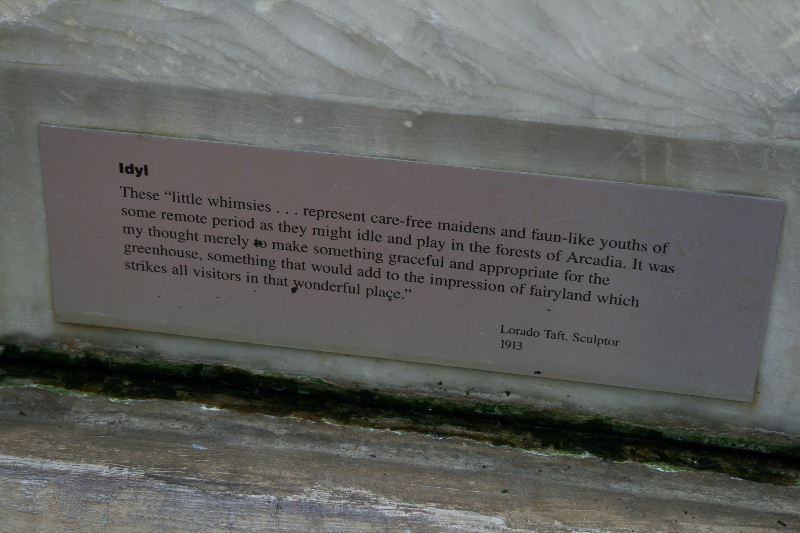 Idyl
These “little whimsies . . . represent care-free maidens and faun-like youths of
some remote period as they might idle and play in the forests of Arcadia. It was
my thought merely to make something graceful and appropriate for the
greenhouse, something that would add to the impression of fairyland which
strikes all visitors in that wonderful place.”
Lorado Taft, Sculptor
1913